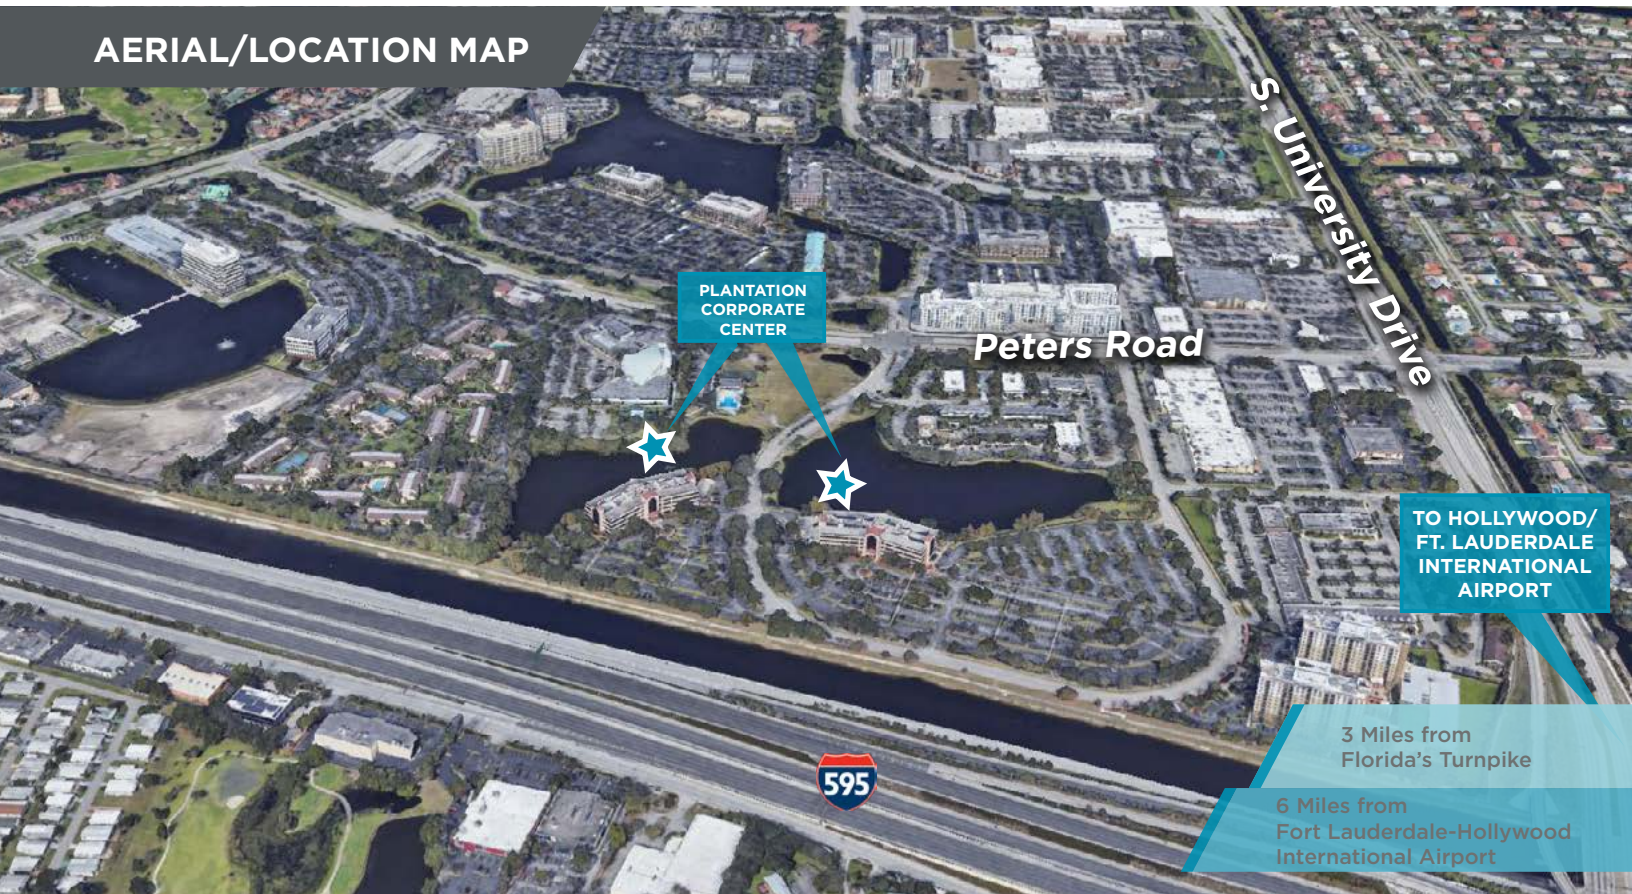 AERIAL/LOCATION MAP
S. University Drive
PLANTATION
CORPORATE
CENTER
Peters Road
TO HOLLYWOOD/
FT. LAUDERDALE
INTERNATIONAL
AIRPORT
3 Miles from
Florida's Turnpike
595
6 Miles from
Fort Lauderdale-Hollywood
International Airport